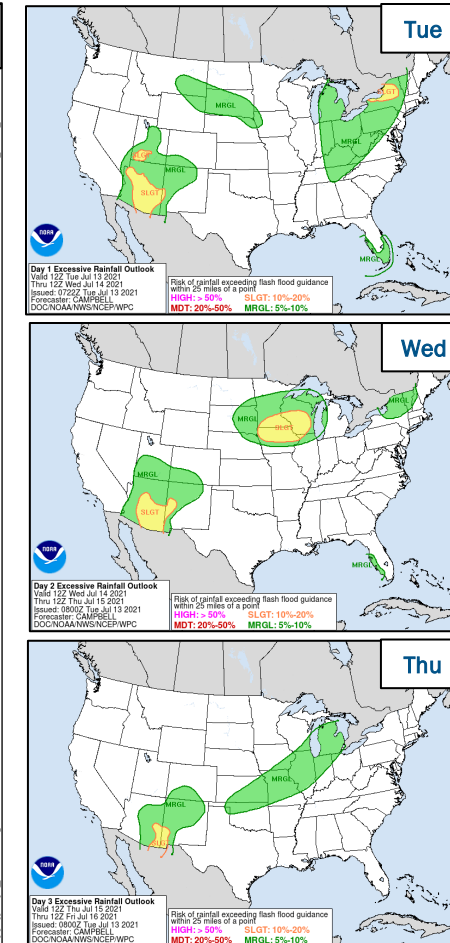 Tue
MRGL
SLGT
MRGL
SLGT
SLGT
MRGL
NOAA
Day 1 Excessive Rainfall Outlook
Valid 12Z Tue Jul 13 2021
Thru 12Z Wed Jul 14 2021
Issued: 0722Z Tue Jul 13 2021
Forecaster: CAMPBELL
DOC/NOAA/NWS/NCEP/WPC
Risk of rainfall exceeding flash flood guidance
within 25 miles of a point
HIGH: > 50% SLGT: 10%-20%
MDT: 20%-50% MRGL: 5%-10%
Wed
MRGL
SLGT
MRGL
MRGL
SLGT
MRGL
NOAA
Day 2 Excessive Rainfall Outlook
Valid 12Z Wed Jul 14 2021
Thru 12Z Thu Jul 15 2021
Issued: 0800Z Tue Jul 13 2021
Forecaster: CAMPBELL
DOC/NOAA/NWS/NCEP/WPC
Risk of rainfall exceeding flash flood guidance
within 25 miles of a point
HIGH: > 50% SLGT: 10%-20%
MDT: 20%-50% MRGL: 5%-10%
Thu
MRGL
MRGL
SLGT
NOAA
Day 3 Excessive Rainfall Outlook
Valid 12Z Thu Jul 15 2021
Thru 12Z Fri Jul 16 2021
Issued: 0800Z Tue Jul 13 2021
Forecaster: CAMPBELL
DOC/NOAA/NWS/NCEP/WPC
Risk of rainfall exceeding flash flood guidance
within 25 miles of a point
HIGH: > 50% SLGT: 10%-20%
MDT: 20%-50% MRGL: 5%-10%